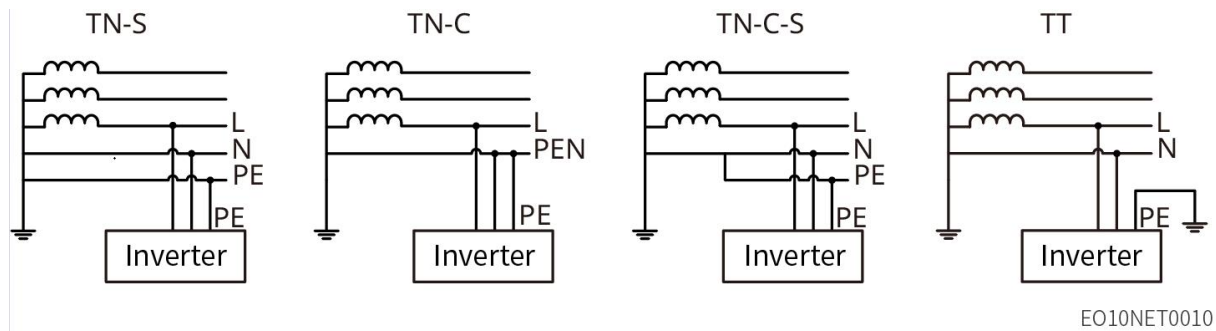 TN-S TN-C TN-C-S TT
L L L L
N PEN N N
PE PE
PE PE PE PE
Inverter Inverter Inverter Inverter
EO10NET0010